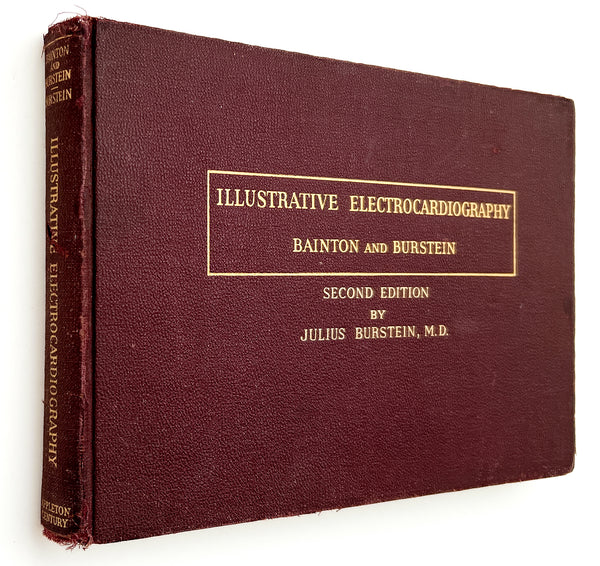 BAINTON
AND
BURSTEIN
BURSTEIN
ILLUSTRATIVE ELECTROCARDIOGRAPHY
APPLETON
CENTURY
ILLUSTRATIVE ELECTROCARDIOGRAPHY
BAINTON AND BURSTEIN
SECOND EDITION
BY
JULIUS BURSTEIN, M.D.